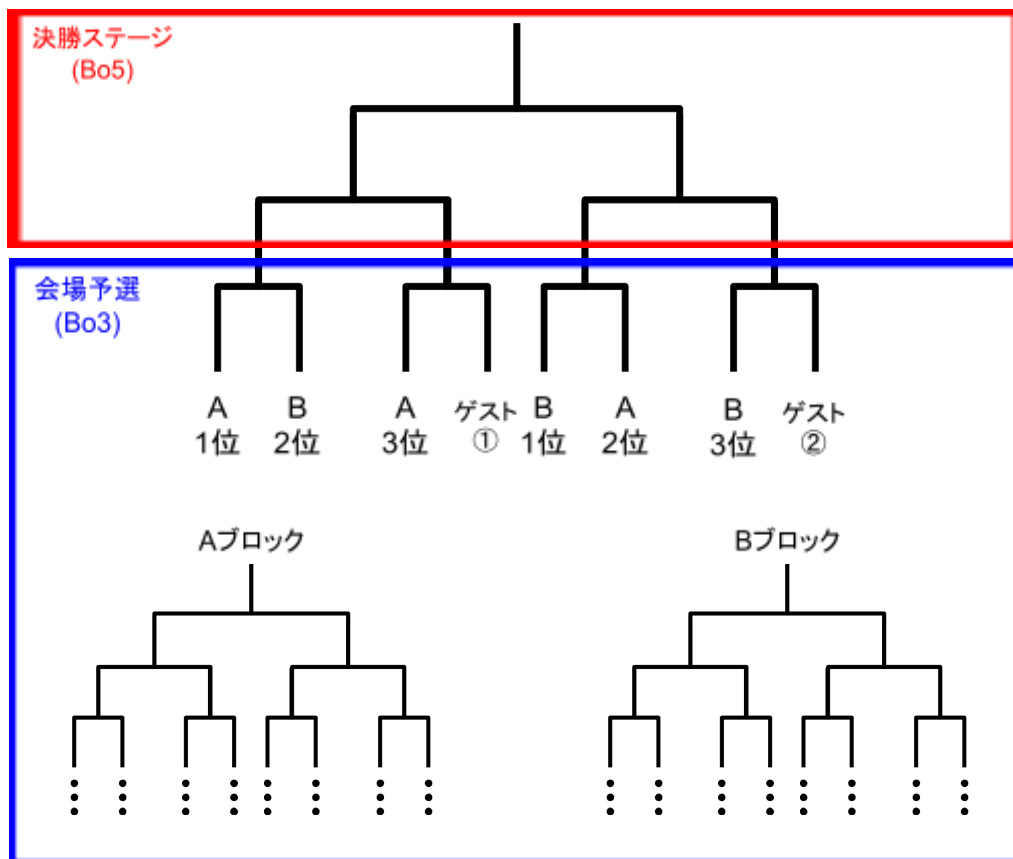 決勝ステージ
(Bo5)
会場予選
(Bo3)
A B A ゲスト B A B ゲスト
1位 2位 3位 ① 1位 2位 3位 ②
Aブロック Bブロック